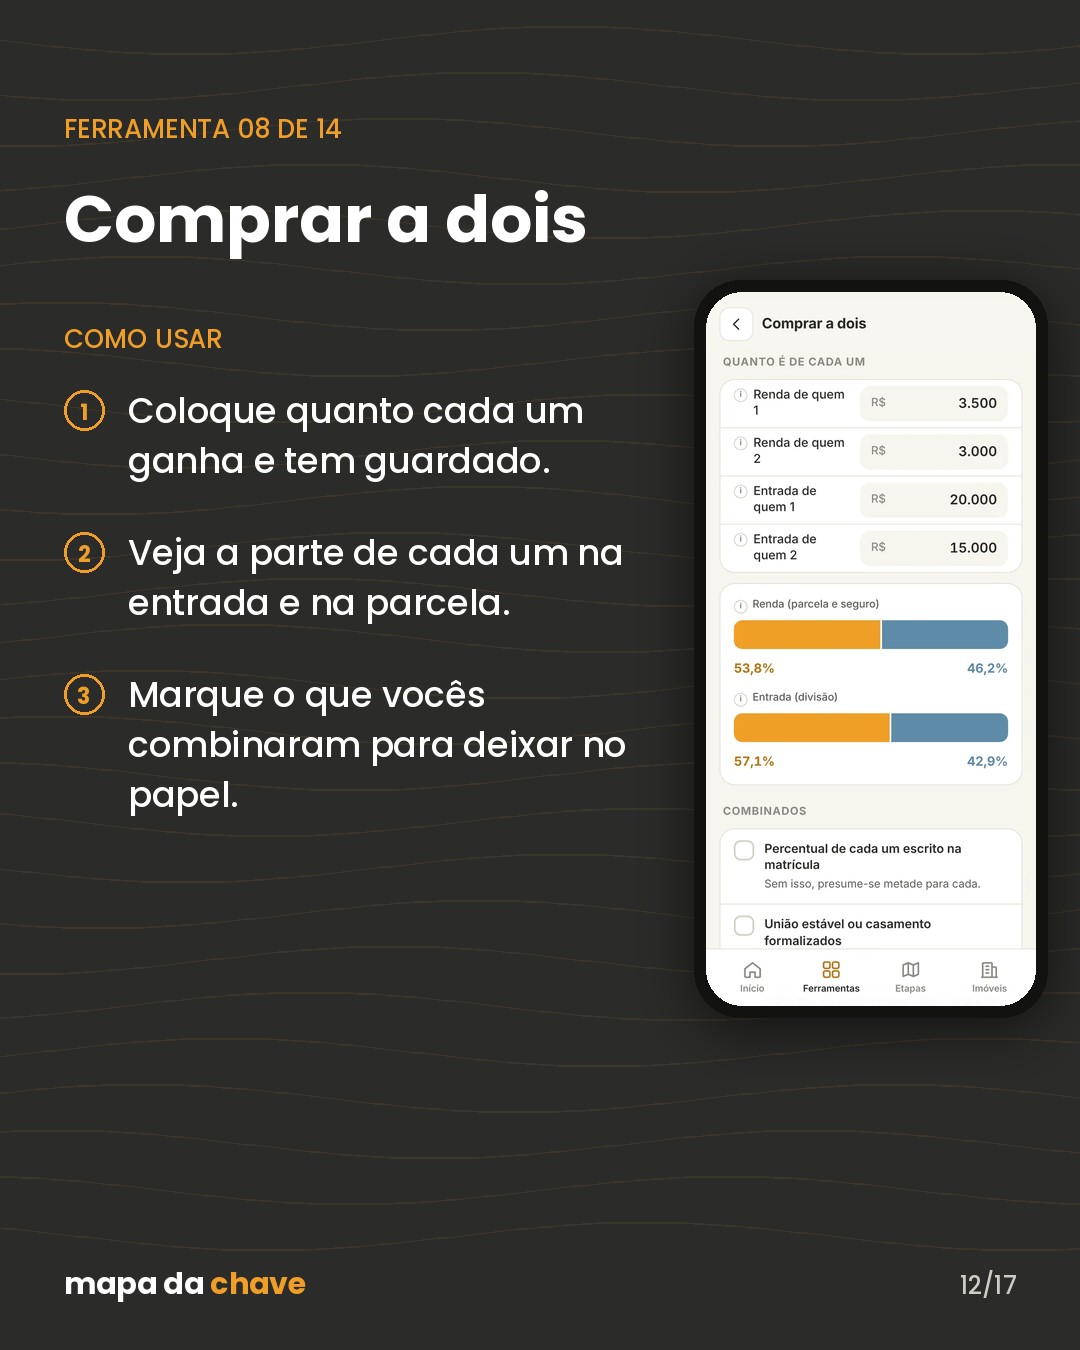 FERRAMENTA 08 DE 14
Comprar a dois
COMO USAR
1 Coloque quanto cada um
ganha e tem guardado.
2 Veja a parte de cada um na
entrada e na parcela.
3 Marque o que vocês
combinaram para deixar no
papel.
Comprar a dois
QUANTO É DE CADA UM
Renda de quem
1
R$ 3.500
Renda de quem
2
R$ 3.000
Entrada de
quem 1
R$ 20.000
Entrada de
quem 2
R$ 15.000
Renda (parcela e seguro)
53,8% 46,2%
Entrada (divisão)
57,1% 42,9%
COMBINADOS
Percentual de cada um escrito na
matrícula
Sem isso, presume-se metade para cada.
União estável ou casamento
formalizados
Início Ferramentas Etapas Imóveis
mapa da chave
12/17